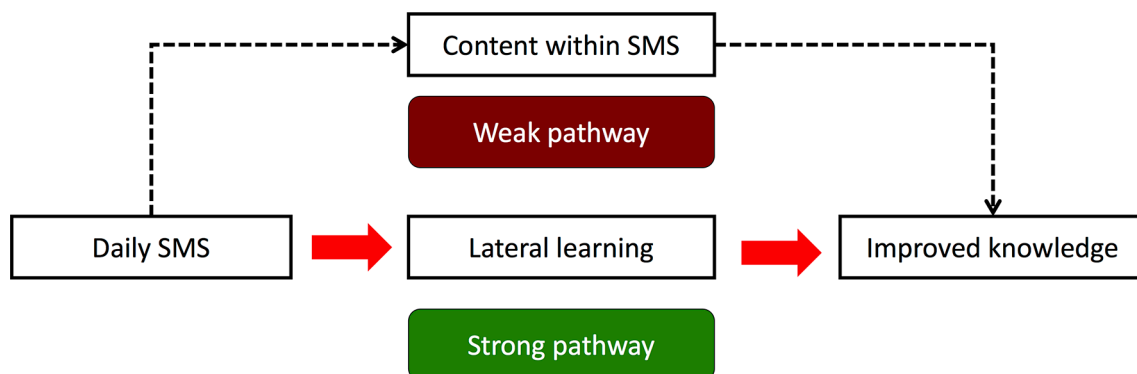 Content within SMS
Weak pathway
Daily SMS
Lateral learning
Improved knowledge
Strong pathway